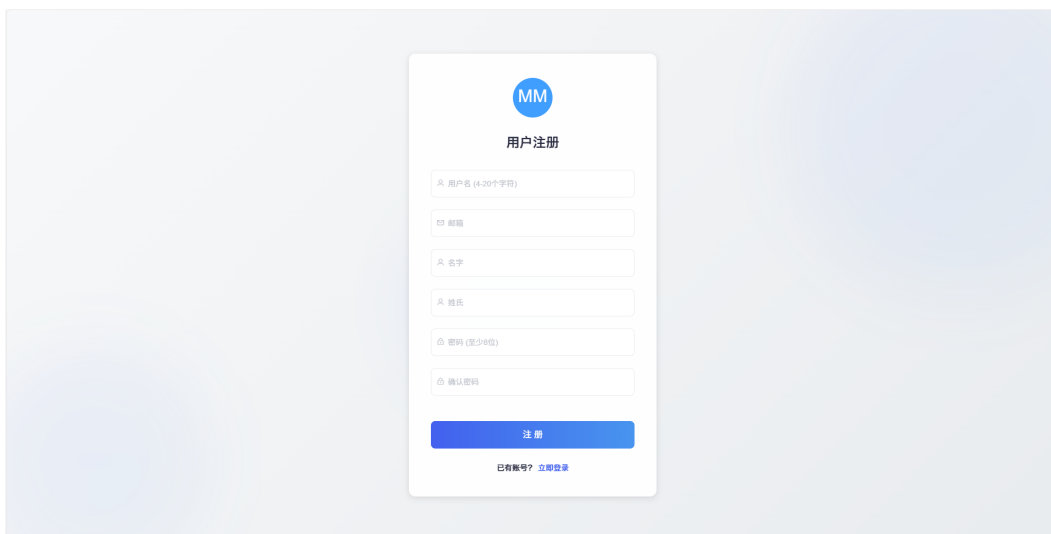 MM
用户注册
用户名 (4-20个字符)
邮箱
名字
姓氏
密码 (至少8位)
确认密码
注 册
已有账号? 立即登录